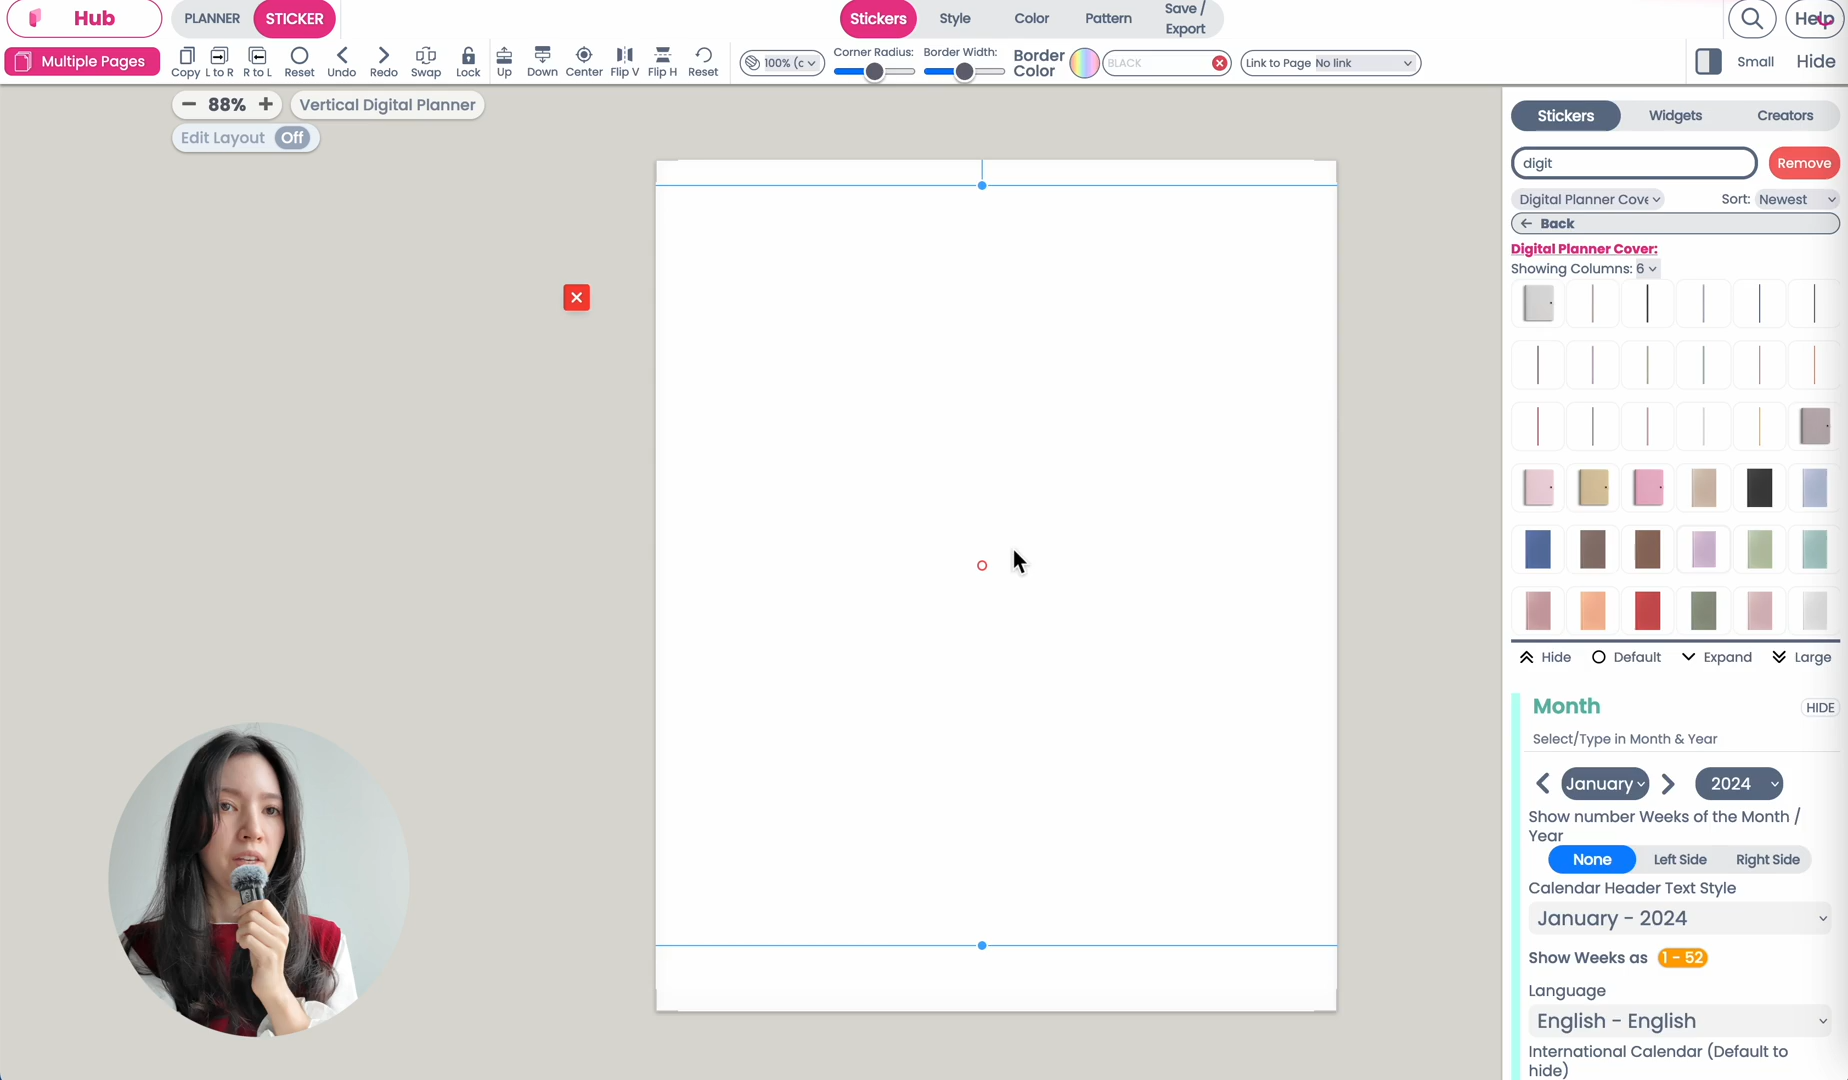 Hub
PLANNER
STICKER
Stickers
Style
Color
Pattern
Save / Export
Help
Multiple Pages
Copy
L to R
R to L
Reset
Undo
Redo
Swap
Lock
Up
Down
Center
Flip V
Flip H
Reset
100% (c
Corner Radius:
Border Width:
Border Color
BLACK
Link to Page No link
Small
Hide
88%
Vertical Digital Planner
Edit Layout Off
Stickers
Widgets
Creators
digit
Remove
Digital Planner Cove
Sort: Newest
Back
Digital Planner Cover:
Showing Columns: 6
Hide
Default
Expand
Large
Month
HIDE
Select/Type in Month & Year
January
2024
Show number Weeks of the Month /
Year
None
Left Side
Right Side
Calendar Header Text Style
January - 2024
Show Weeks as 1 - 52
Language
English - English
International Calendar (Default to
hide)